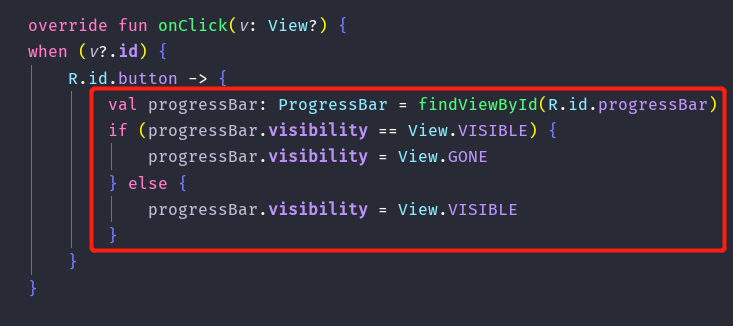 override fun onClick(v: View?) {
when (v?.id) {
R.id.button -> {
val progressBar: ProgressBar = findViewById(R.id.progressBar)
if (progressBar.visibility == View.VISIBLE) {
progressBar.visibility = View.GONE
} else {
progressBar.visibility = View.VISIBLE
}
}
}